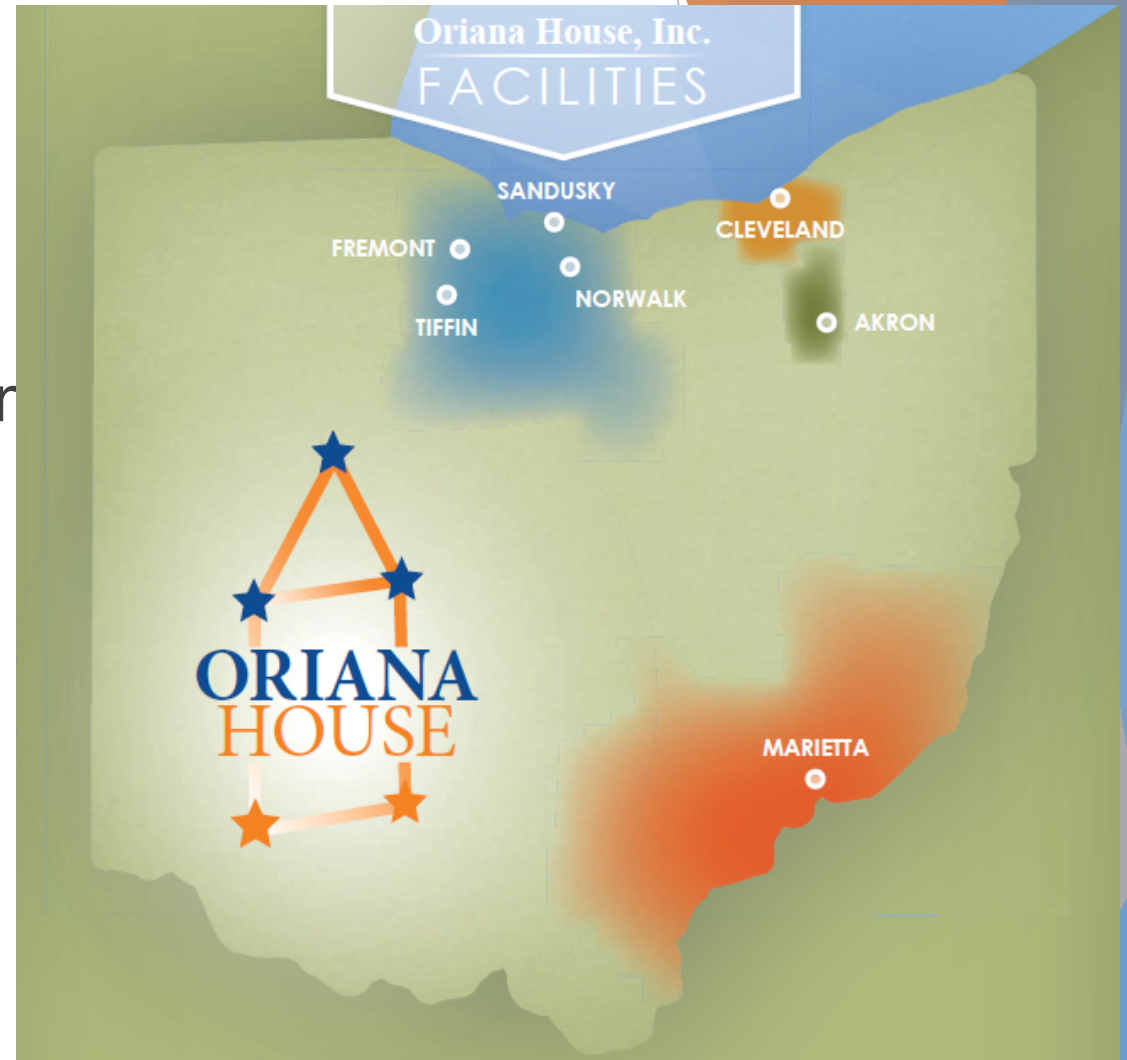 Oriana House, Inc.
FACILITIES
SANDUSKY
CLEVELAND
FREMONT
NORWALK
TIFFIN
AKRON
r
ORIANA
HOUSE
MARIETTA